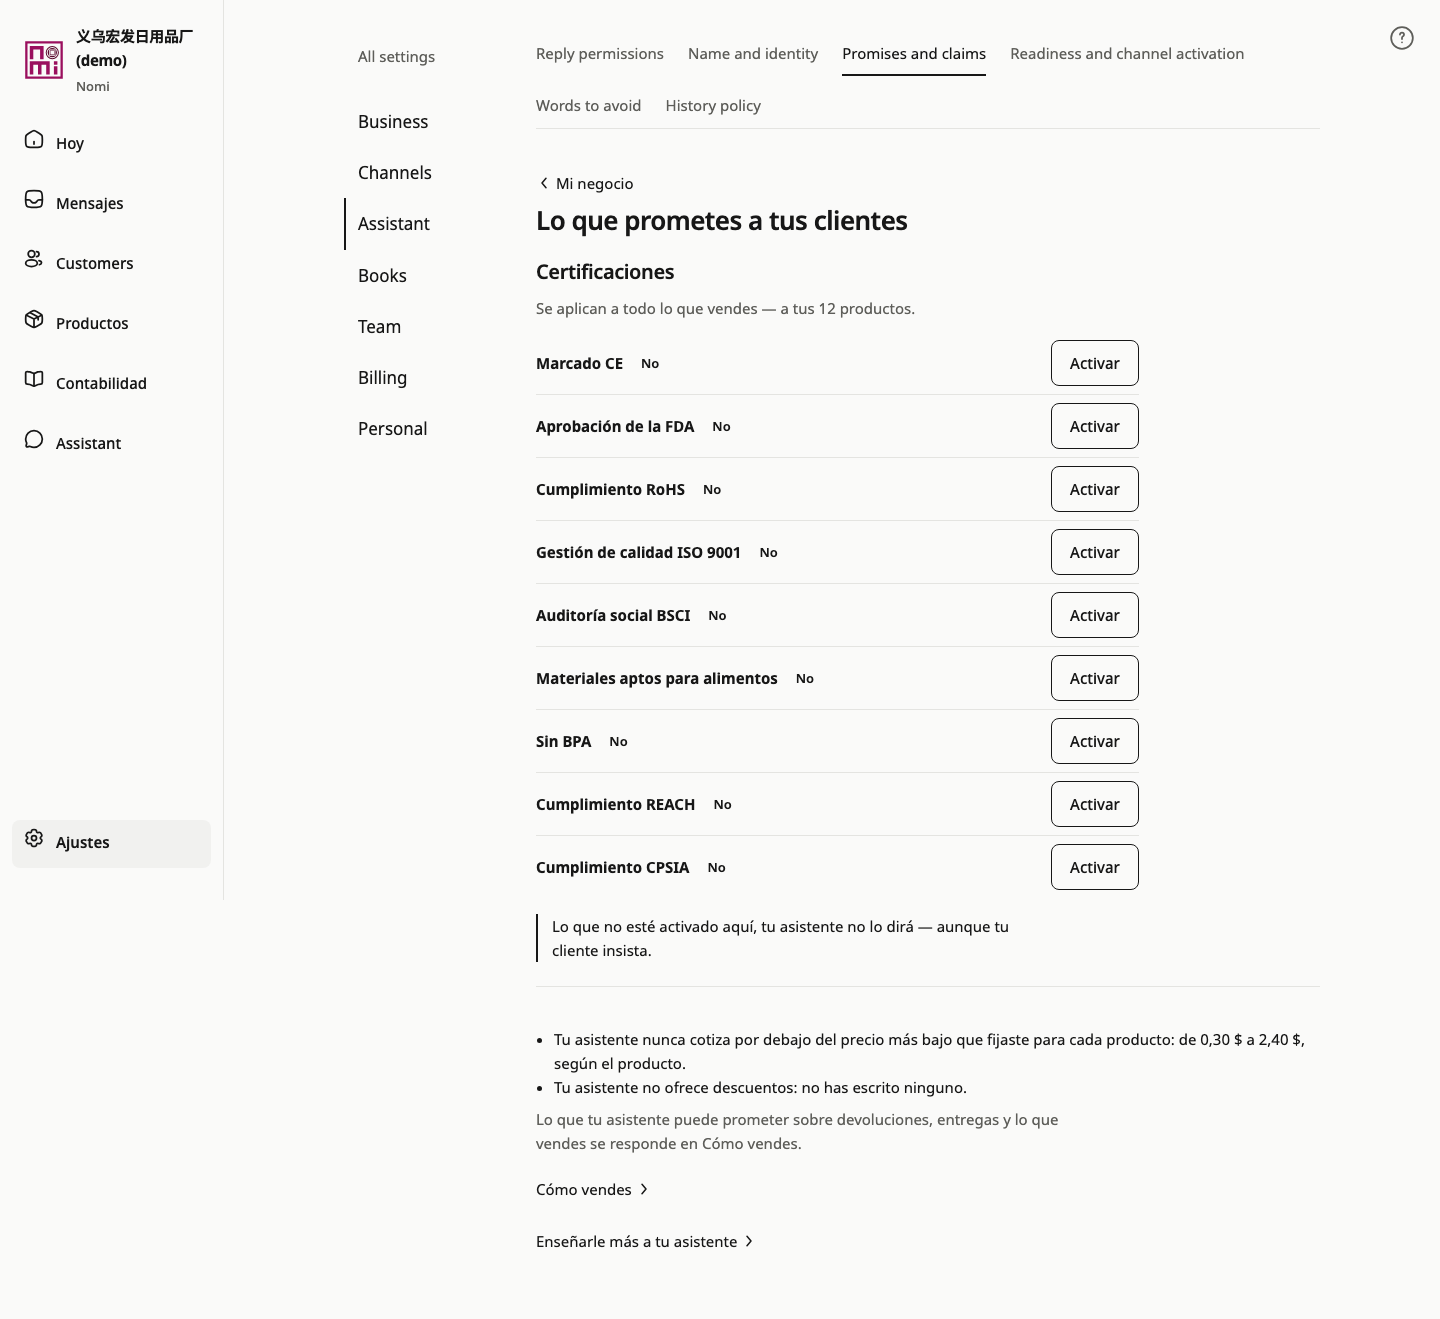 义乌宏发日用品厂
(demo)
Nomi
Hoy
Mensajes
Customers
Productos
Contabilidad
Assistant
Ajustes
All settings
Business
Channels
Assistant
Books
Team
Billing
Personal
Reply permissions
Name and identity
Promises and claims
Readiness and channel activation
Words to avoid
History policy
Mi negocio
Lo que prometes a tus clientes
Certificaciones
Se aplican a todo lo que vendes — a tus 12 productos.
Marcado CE No Activar
Aprobación de la FDA No Activar
Cumplimiento RoHS No Activar
Gestión de calidad ISO 9001 No Activar
Auditoría social BSCI No Activar
Materiales aptos para alimentos No Activar
Sin BPA No Activar
Cumplimiento REACH No Activar
Cumplimiento CPSIA No Activar
Lo que no esté activado aquí, tu asistente no lo dirá — aunque tu
cliente insista.
• Tu asistente nunca cotiza por debajo del precio más bajo que fijaste para cada producto: de 0,30 $ a 2,40 $,
según el producto.
• Tu asistente no ofrece descuentos: no has escrito ninguno.
Lo que tu asistente puede prometer sobre devoluciones, entregas y lo que
vendes se responde en Cómo vendes.
Cómo vendes
Enseñarle más a tu asistente